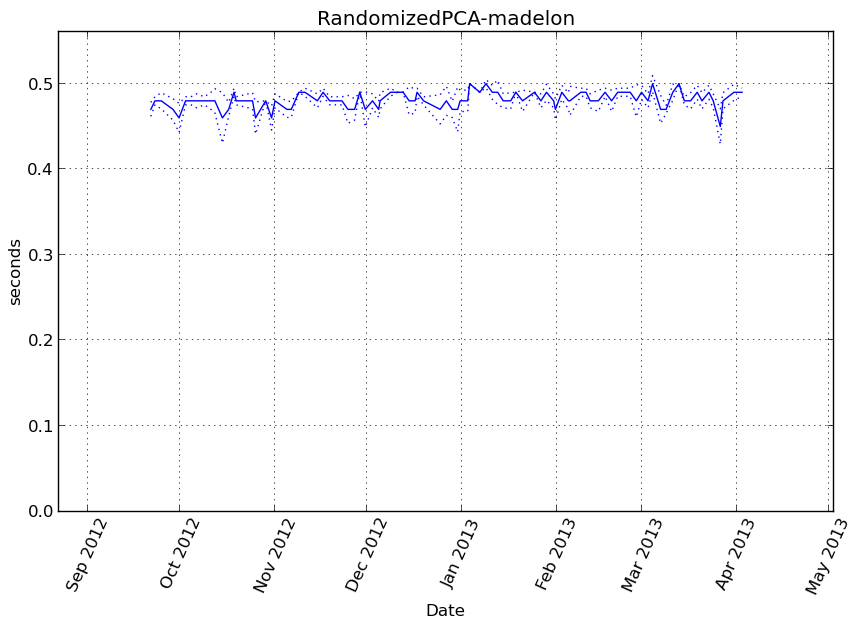 RandomizedPCA-madelon
0.5
0.4
0.3
0.2
0.1
0.0
seconds
Sep 2012
Oct 2012
Nov 2012
Dec 2012
Jan 2013
Feb 2013
Mar 2013
Apr 2013
May 2013
Date